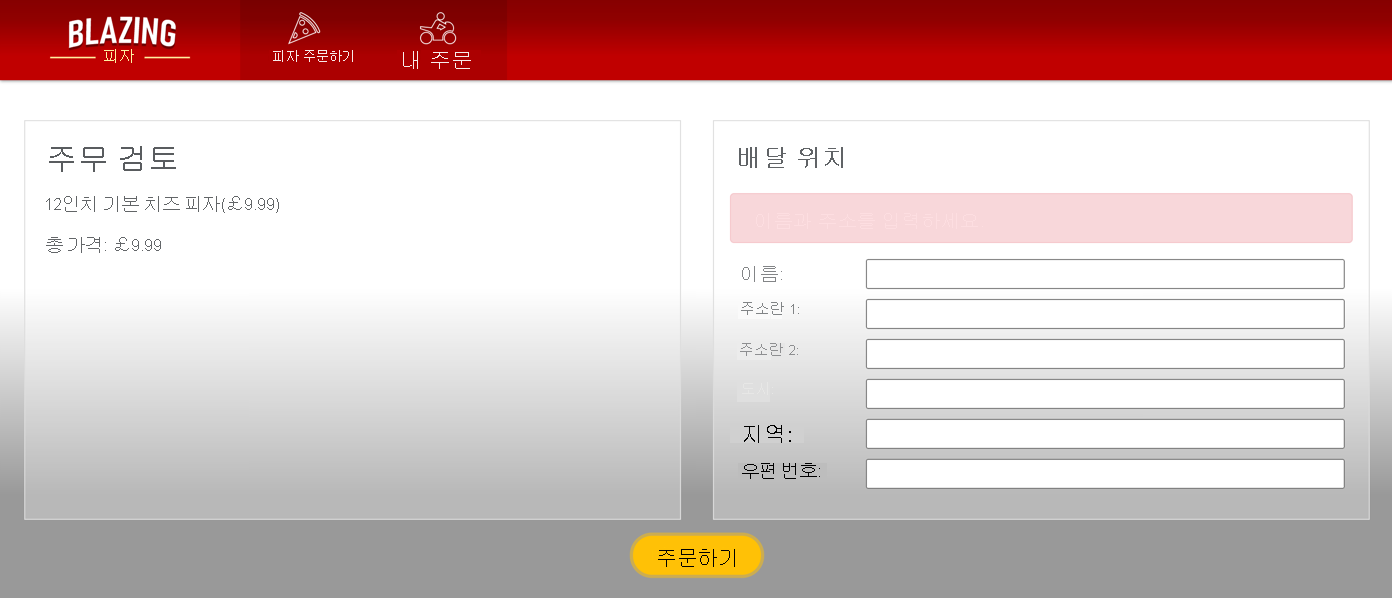 BLAZING
피자
피자 주문하기
내 주문
주무 검토
12인치 기본 치즈 피자(£9.99)
총 가격: £9.99
배달 위치
이름과 주소를 입력하세요.
이름:
주소란 1:
주소란 2:
도시
지역:
우편 번호:
주문하기